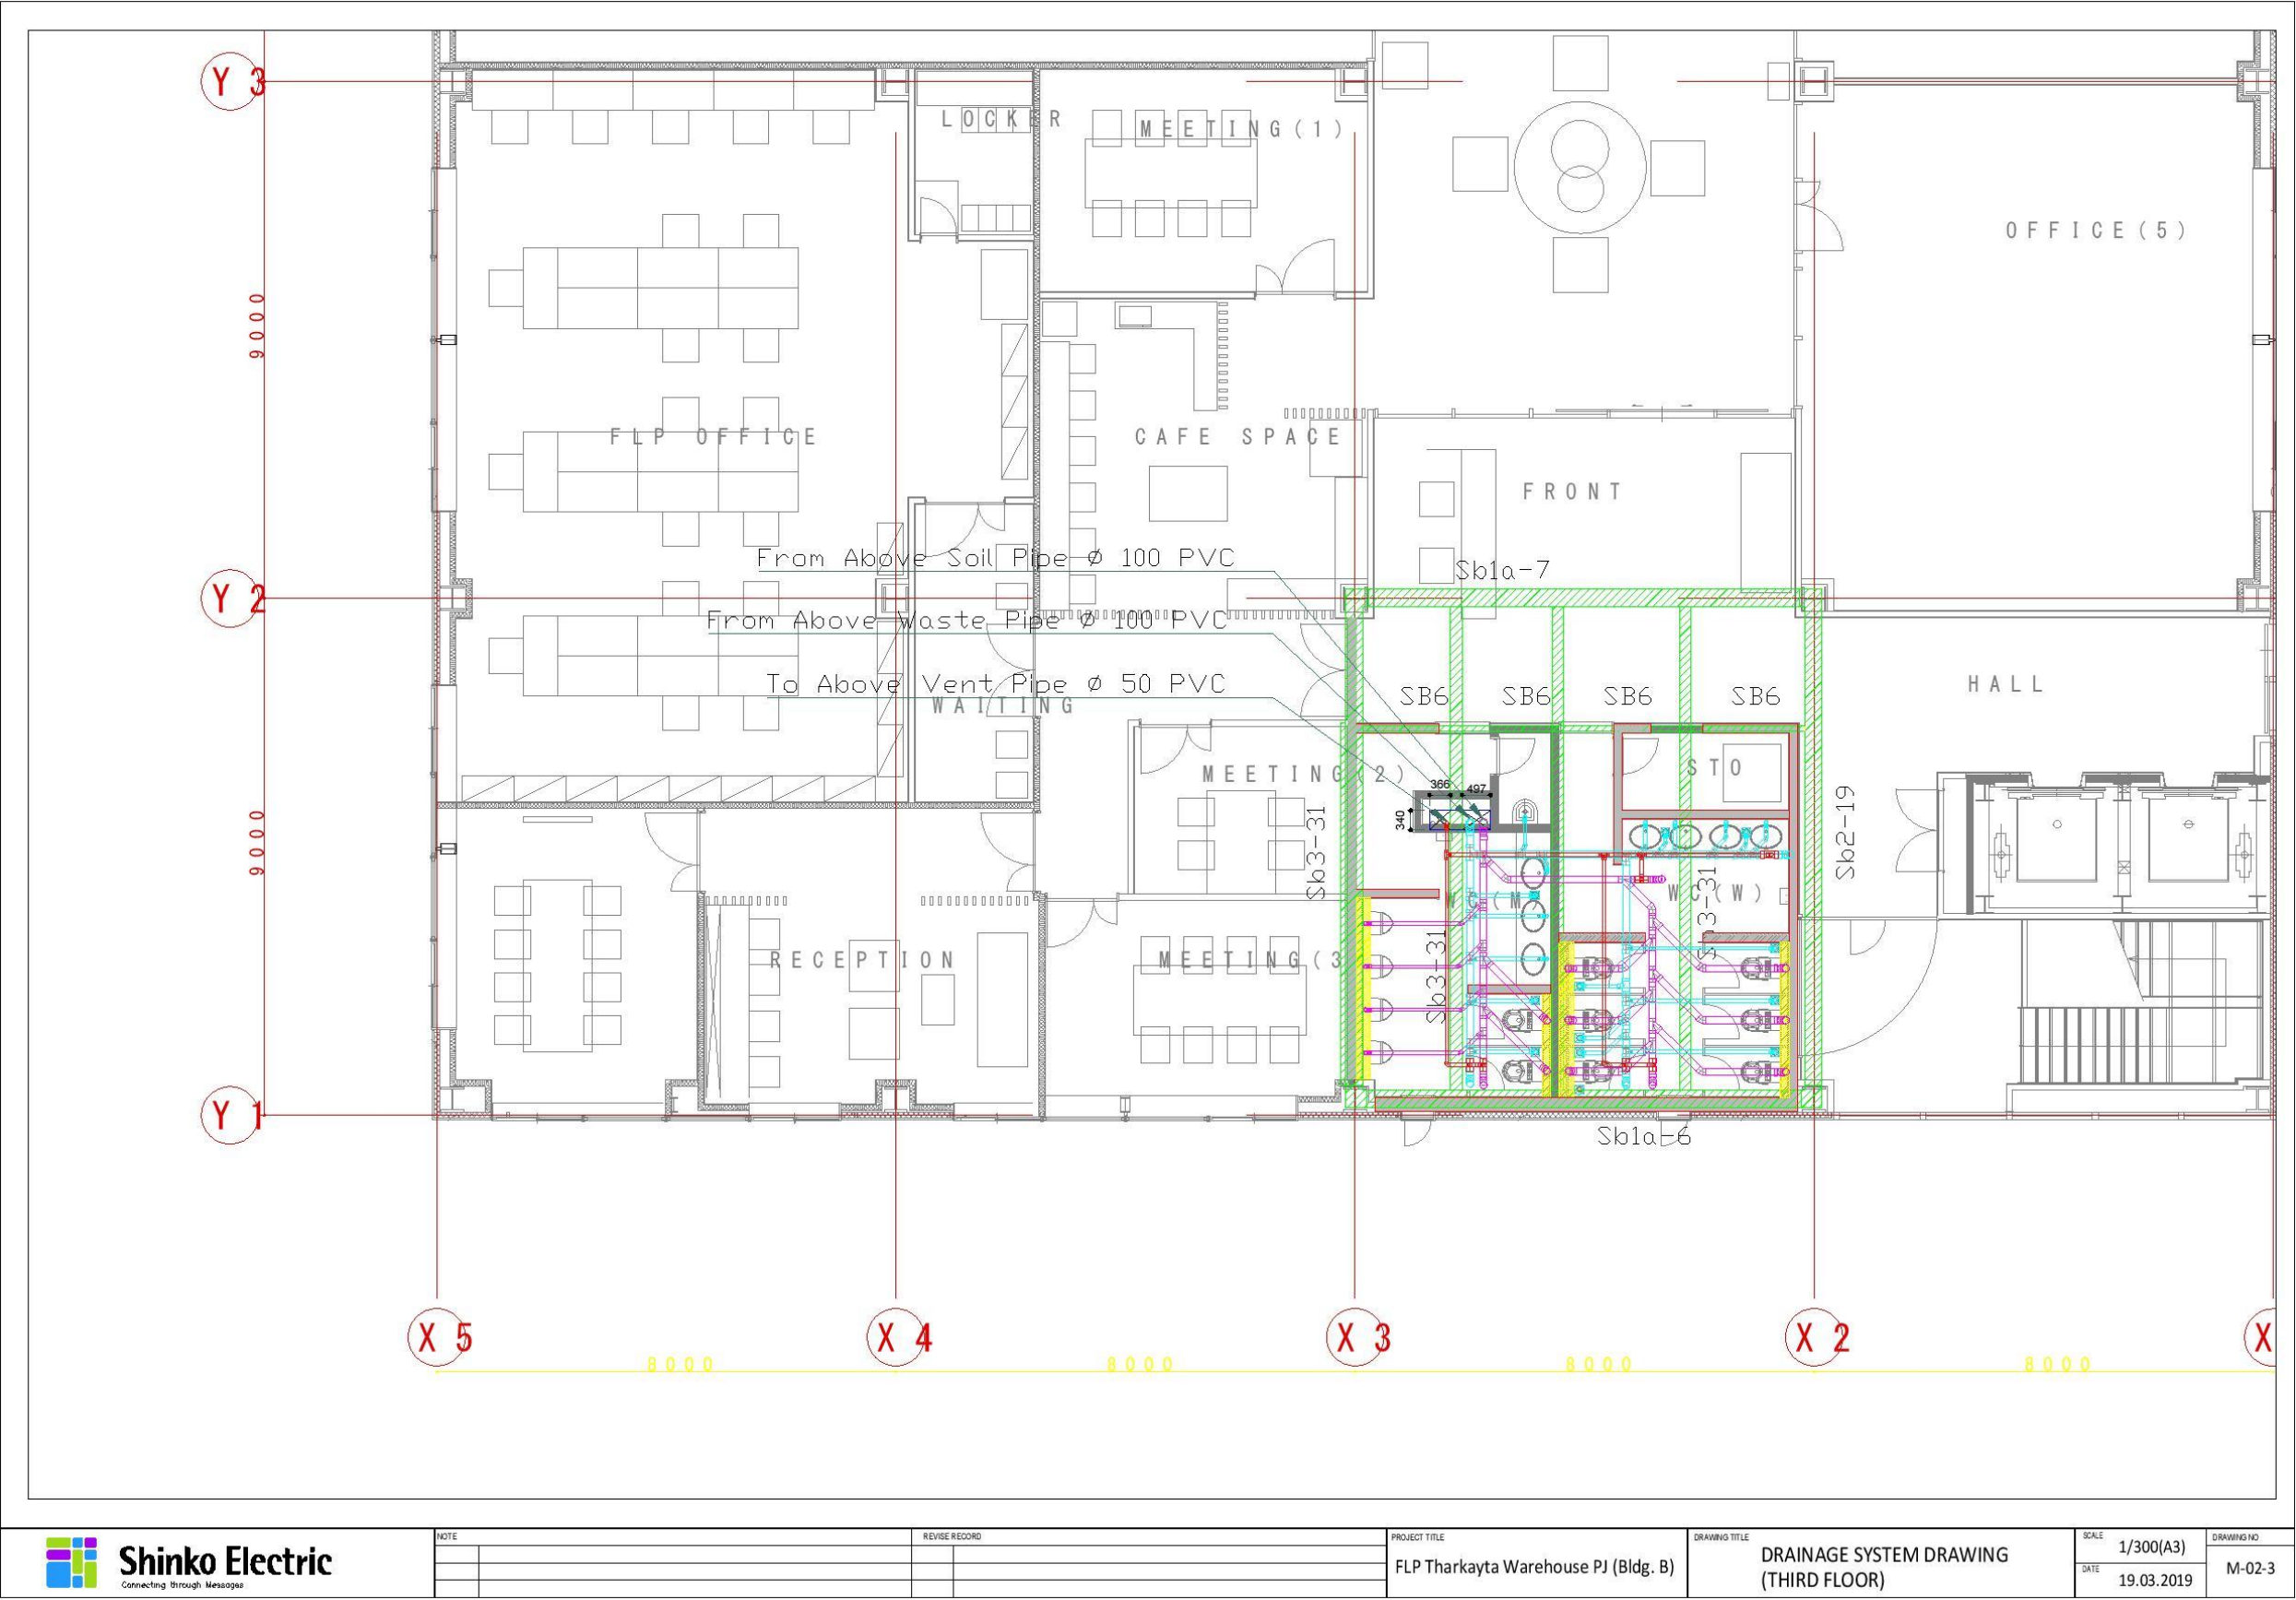 Y 3
LOCKER
MEETING(1)
OFFICE(5)
9000
FLP OFFICE
CAFE SPACE
FRONT
From Above Soil Pipe ø 100 PVC
Sb1a-7
Y 2
From Above Waste Pipe ø 100 PVC
To Above Vent Pipe ø 50 PVC
WAITING
SB6
SB6
SB6
SB6
HALL
MEETING(2)
STO
366
497
340
9000
Sb3-31
Sb2-19
WC(M)
WC(W)
Sb3-31
Sb3-31
RECEPTION
MEETING(3
Y 1
Sb1a-6
X 5
X 4
X 3
X 2
X
8000
8000
8000
8000
Shinko Electric
Connecting through Messages
NOTE
REVISE RECORD
PROJECT TITLE
FLP Tharkayta Warehouse PJ (Bldg. B)
DRAWING TITLE
DRAINAGE SYSTEM DRAWING
(THIRD FLOOR)
SCALE
1/300(A3)
DATE
19.03.2019
DRAWING NO
M-02-3